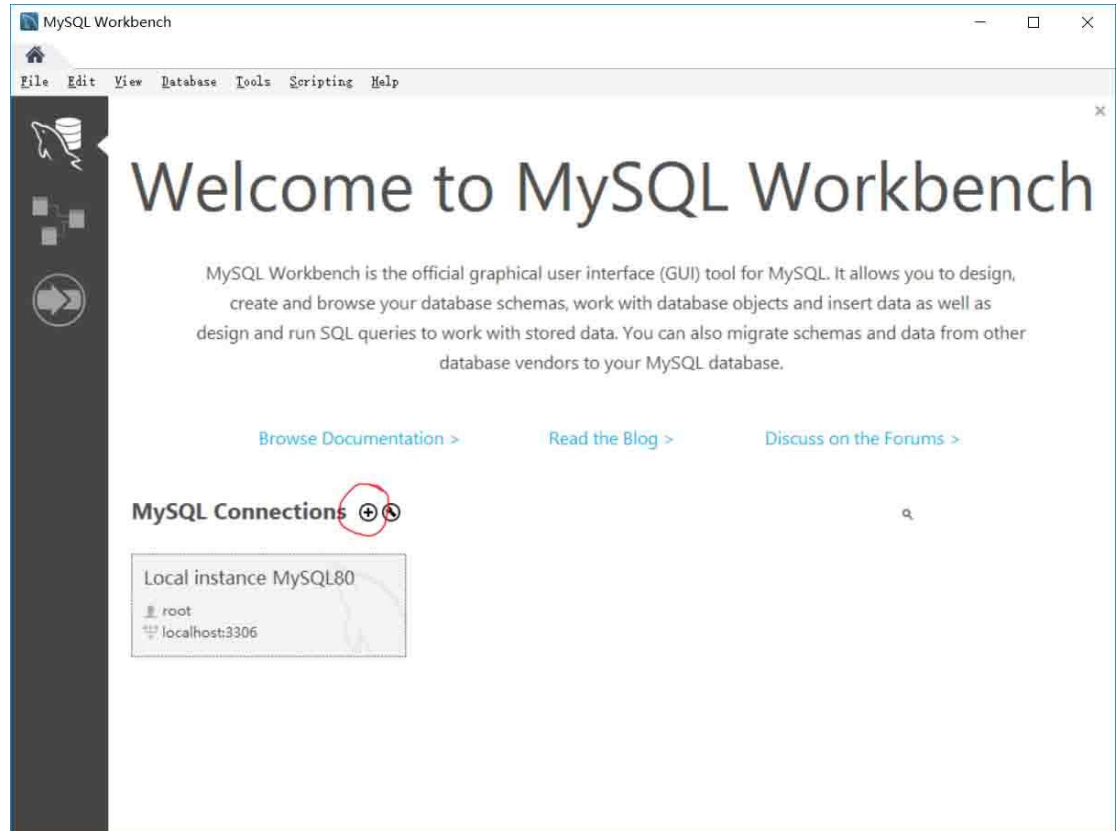 MySQL Workbench
File Edit View Database Tools Scripting Help
Welcome to MySQL Workbench
MySQL Workbench is the official graphical user interface (GUI) tool for MySQL. It allows you to design,
create and browse your database schemas, work with database objects and insert data as well as
design and run SQL queries to work with stored data. You can also migrate schemas and data from other
database vendors to your MySQL database.
Browse Documentation > Read the Blog > Discuss on the Forums >
MySQL Connections
Local instance MySQL80
root
localhost:3306